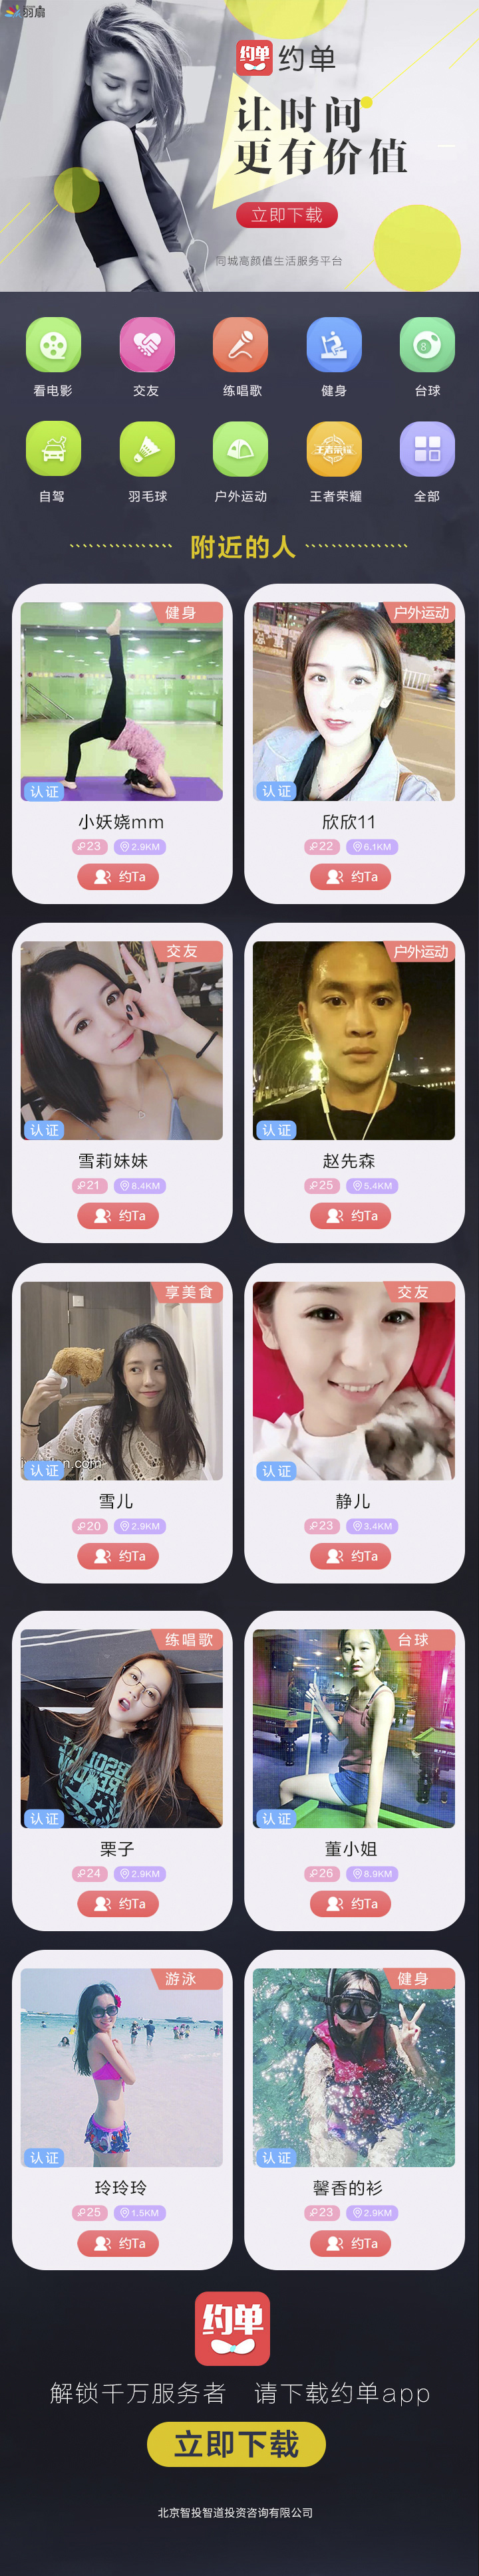 羽扇
约单
约单
让时间
更有价值
立即下载
同城高颜值生活服务平台
看电影 交友 练唱歌 健身 台球
8
王者荣耀
自驾 羽毛球 户外运动 王者荣耀 全部
附近的人
健身 户外运动
认证 认证
小妖娆mm 欣欣11
23 2.9KM 22 6.1KM
约Ta 约Ta
交友 户外运动
认证 认证
雪莉妹妹 赵先森
21 8.4KM 25 5.4KM
约Ta 约Ta
享美食 交友
认证 认证
雪儿 静儿
20 2.9KM 23 3.4KM
约Ta 约Ta
练唱歌 台球
认证 认证
栗子 董小姐
24 2.9KM 26 8.9KM
约Ta 约Ta
游泳 健身
认证 认证
玲玲玲 馨香的衫
25 1.5KM 23 2.9KM
约Ta 约Ta
约单
解锁千万服务者 请下载约单app
立即下载
北京智投智道投资咨询有限公司